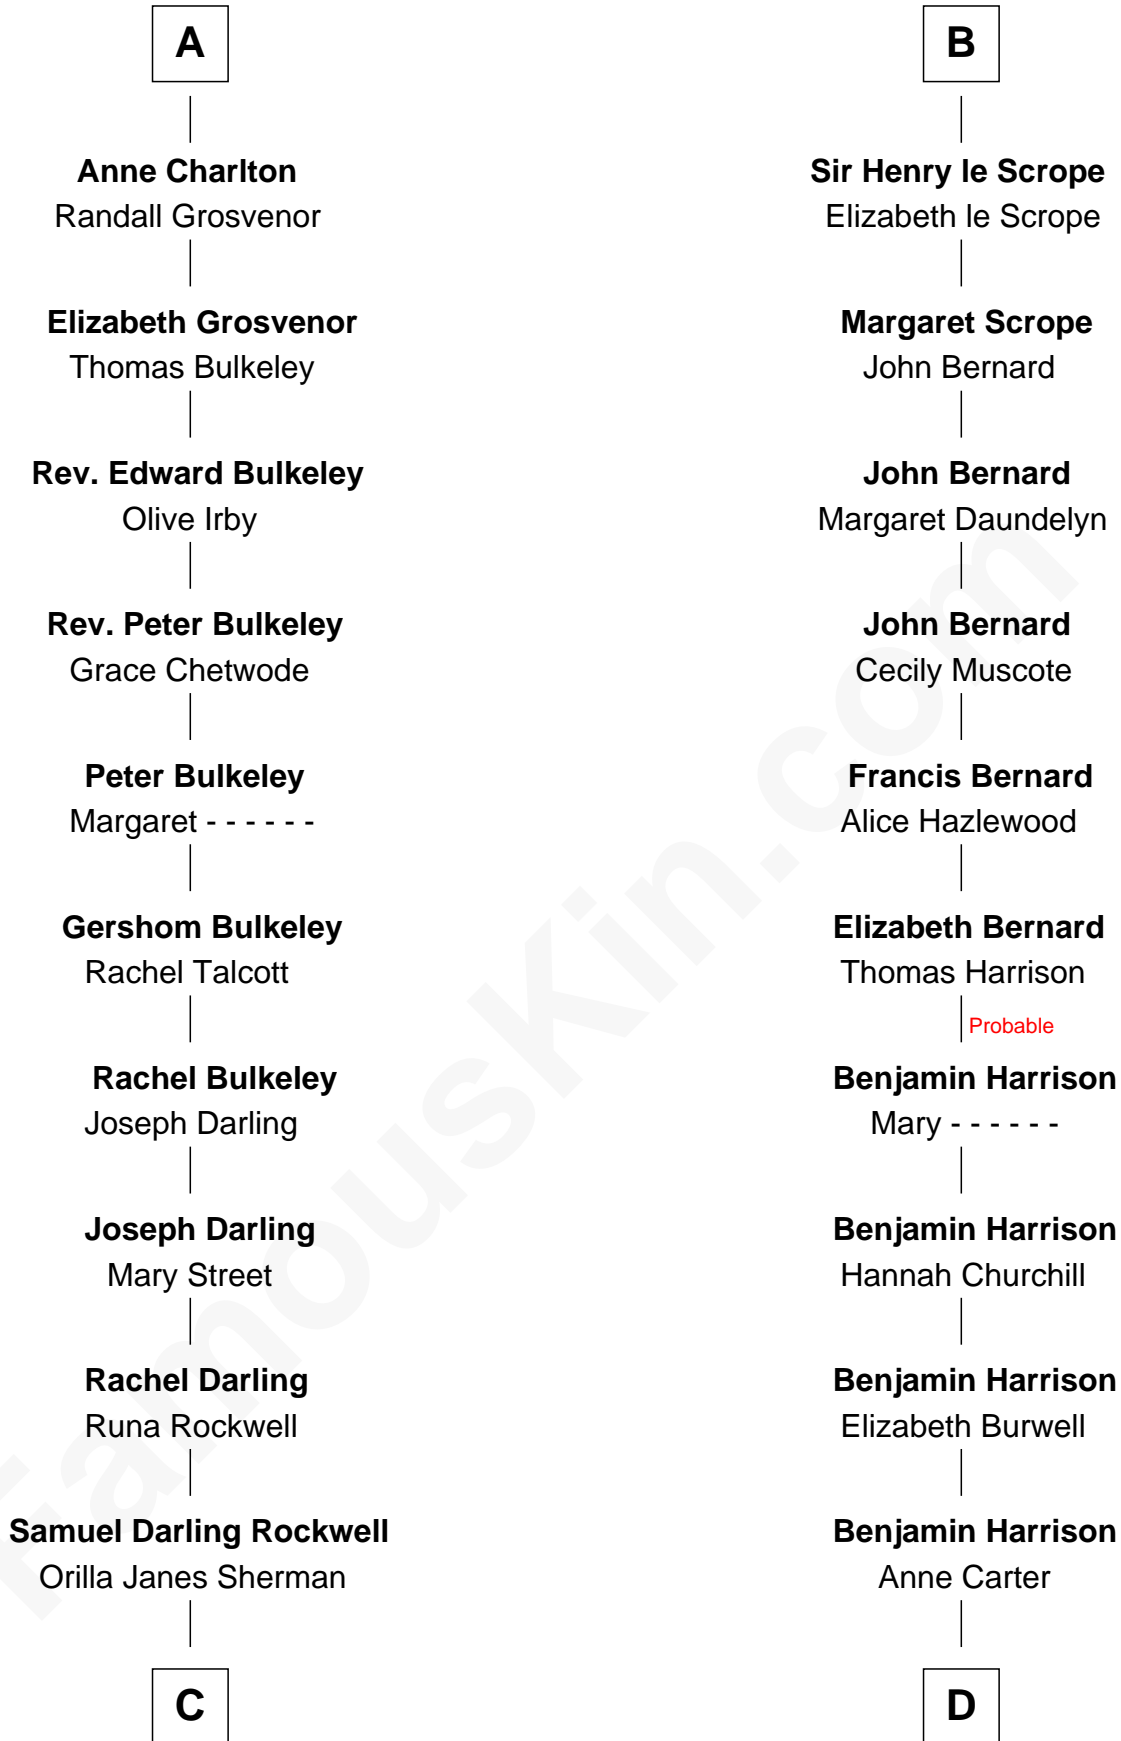 A
Anne Charlton
Randall Grosvenor
Elizabeth Grosvenor
Thomas Bulkeley
Rev. Edward Bulkeley
Olive Irby
Rev. Peter Bulkeley
Grace Chetwode
Peter Bulkeley
Margaret - - - - - -
Gershom Bulkeley
Rachel Talcott
Rachel Bulkeley
Joseph Darling
Joseph Darling
Mary Street
Rachel Darling
Runa Rockwell
Samuel Darling Rockwell
Orilla Janes Sherman
C
B
Sir Henry le Scrope
Elizabeth le Scrope
Margaret Scrope
John Bernard
John Bernard
Margaret Daundelyn
John Bernard
Cecily Muscote
Francis Bernard
Alice Hazlewood
Elizabeth Bernard
Thomas Harrison
Probable
Benjamin Harrison
Mary - - - - - -
Benjamin Harrison
Hannah Churchill
Benjamin Harrison
Elizabeth Burwell
Benjamin Harrison
Anne Carter
D
FamousKin.com